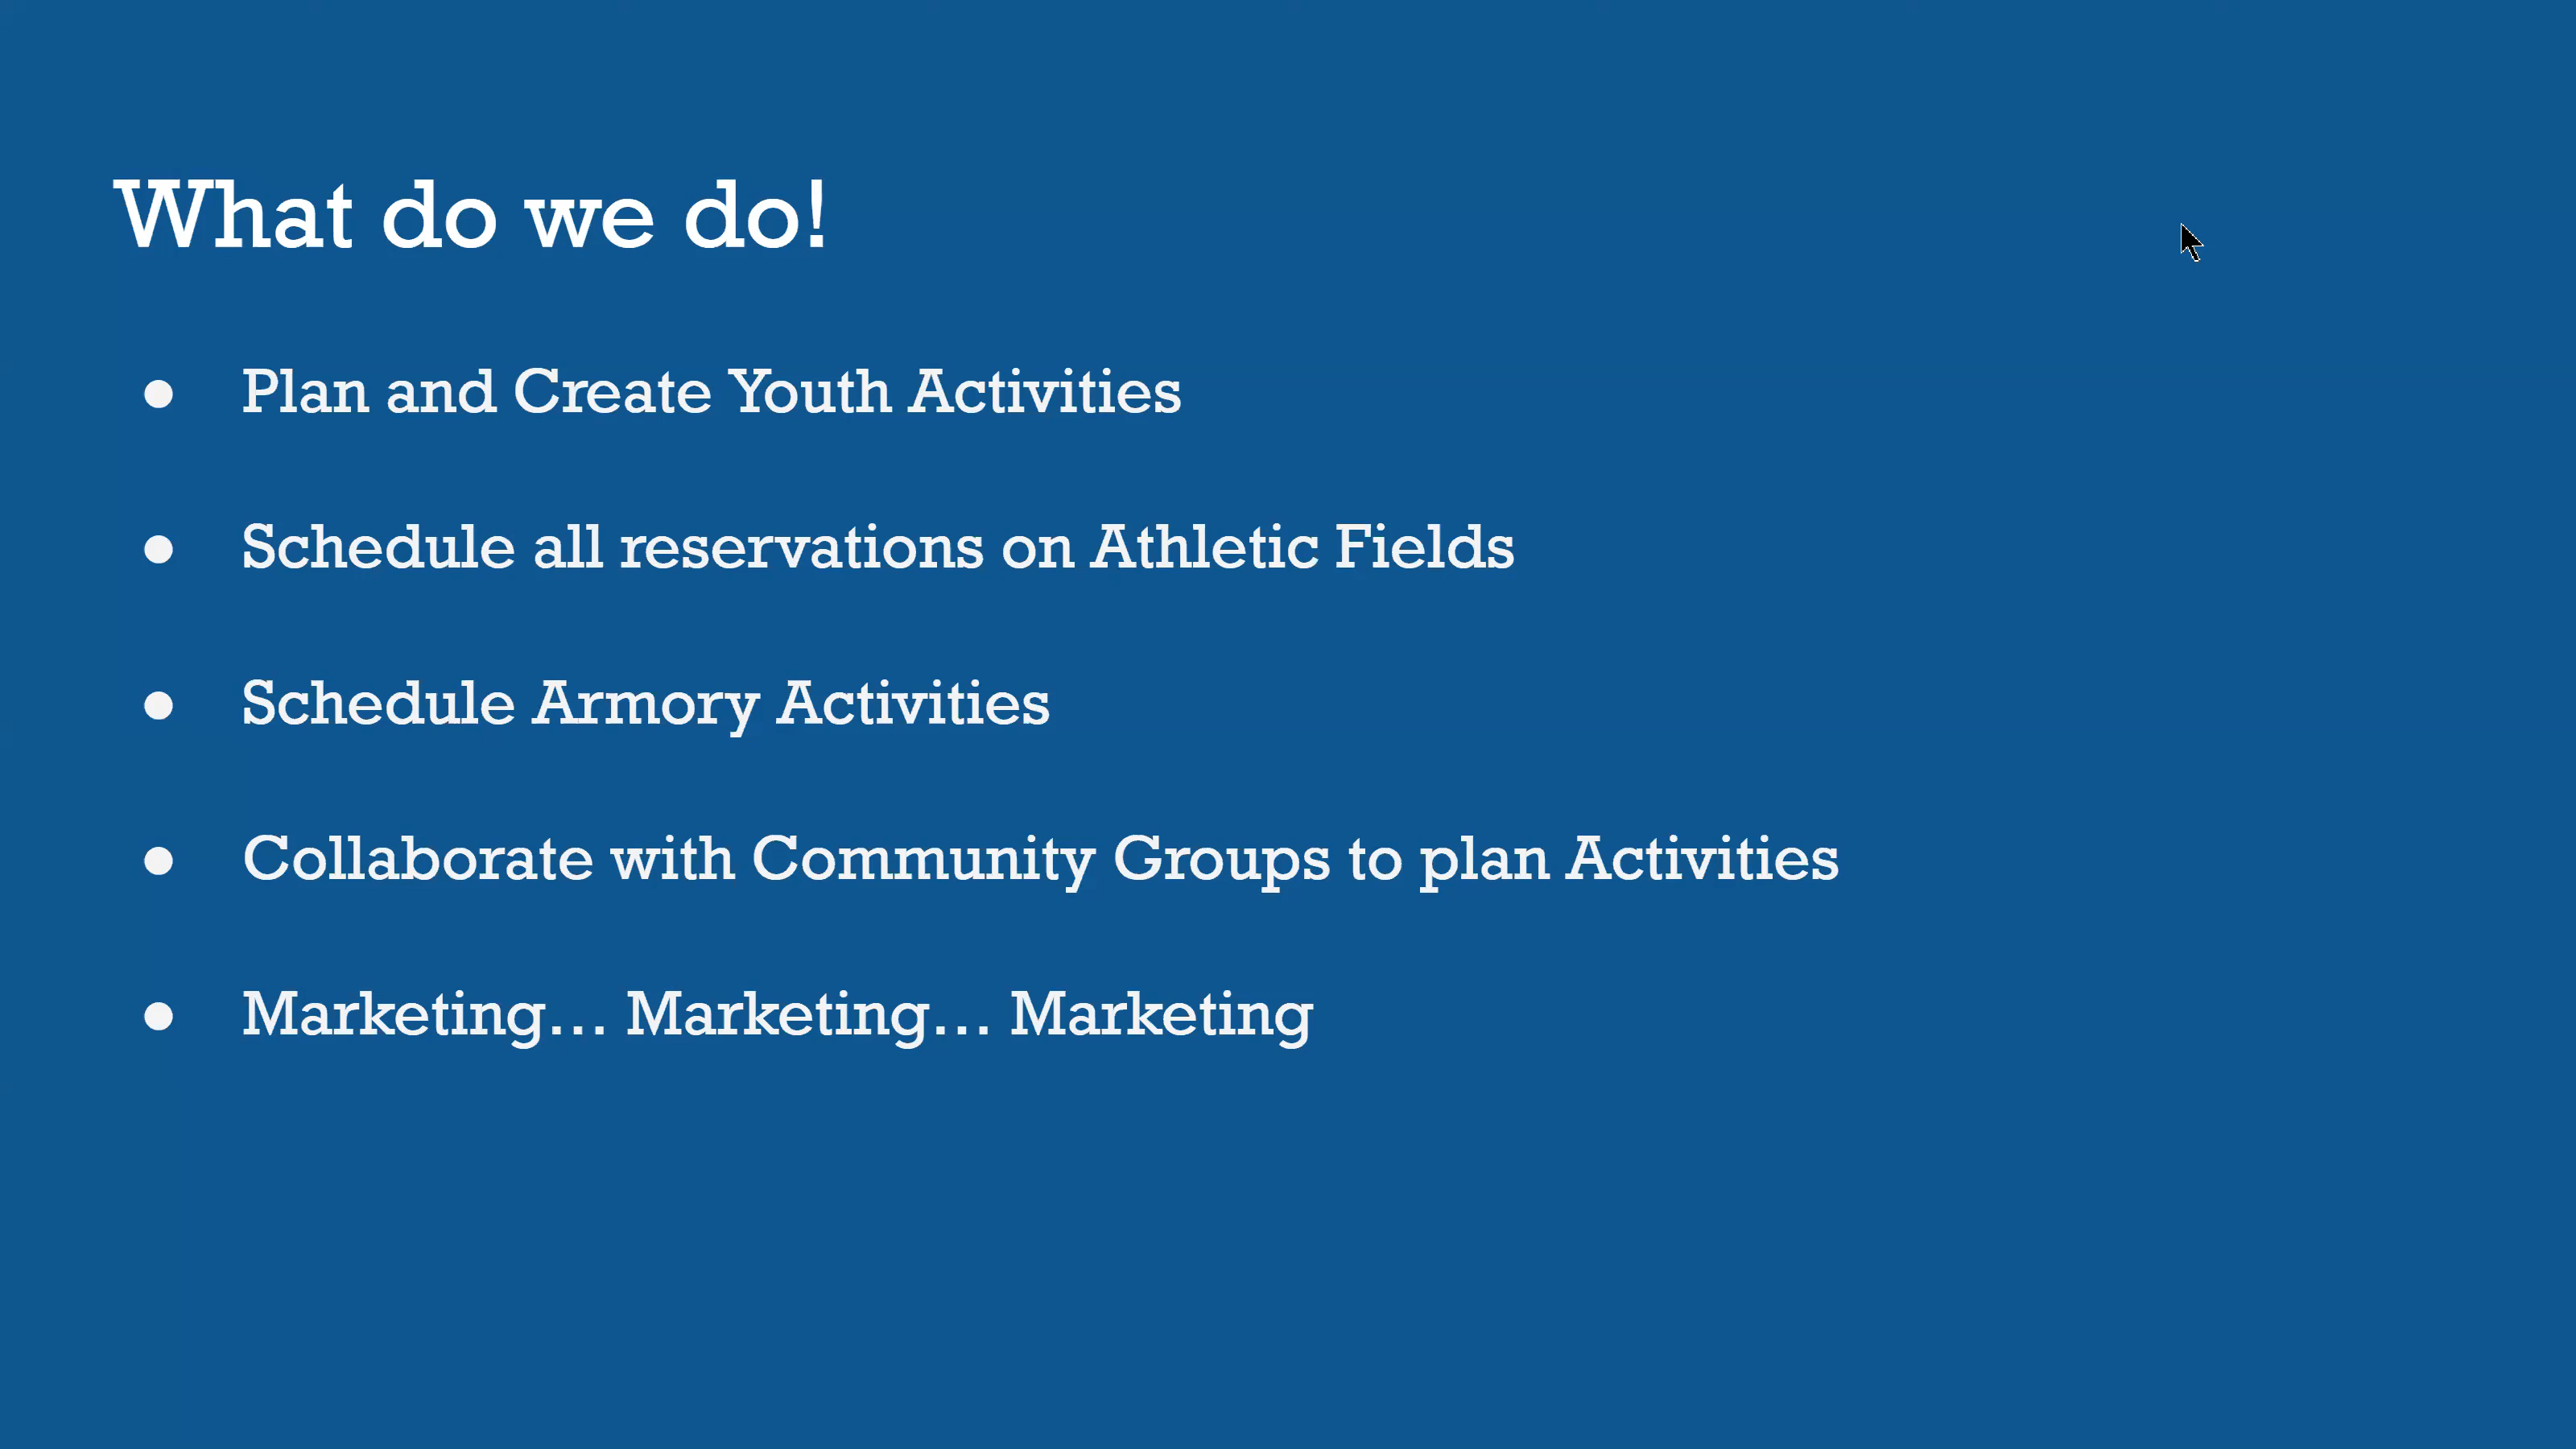 What do we do!
● Plan and Create Youth Activities
● Schedule all reservations on Athletic Fields
● Schedule Armory Activities
● Collaborate with Community Groups to plan Activities
● Marketing… Marketing… Marketing